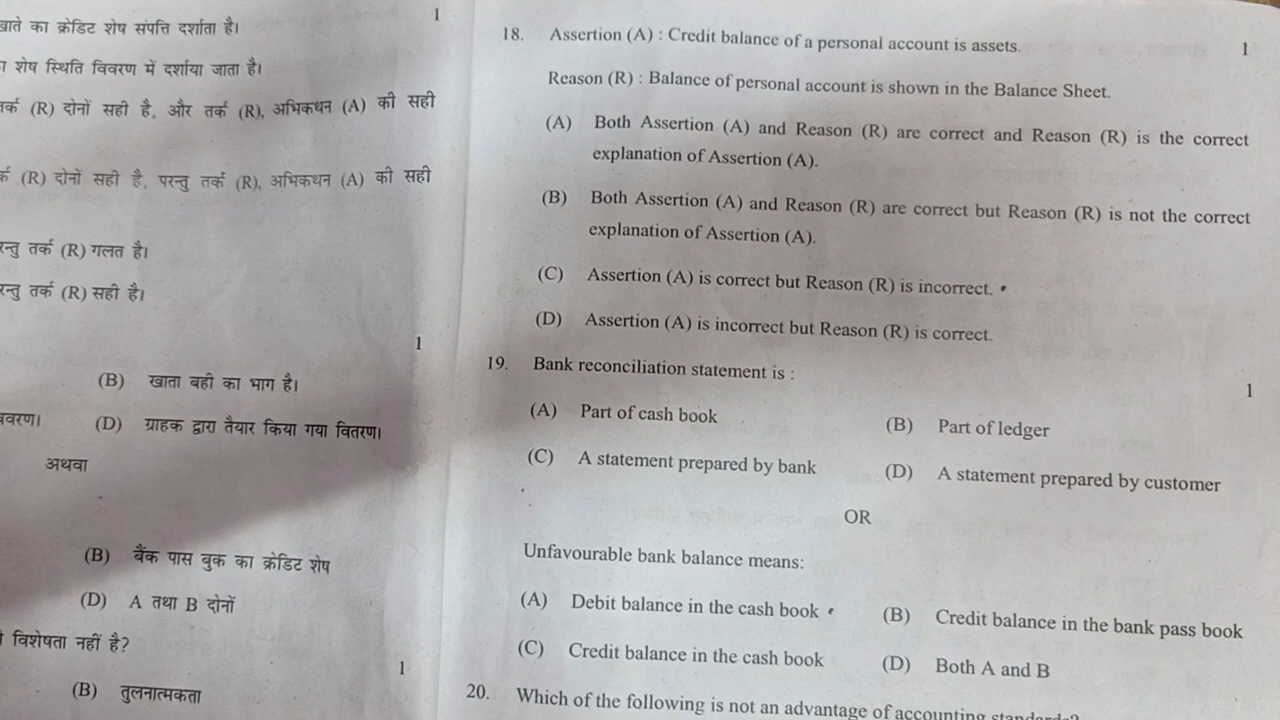 खाते का क्रेडिट शेष संपत्ति दर्शाता है।
1
शेष स्थिति विवरण में दर्शाया जाता है।
तर्क (R) दोनों सही है, और तर्क (R), अभिकथन (A) की सही
(R) दोनों सही है, परन्तु तर्क (R), अभिकथन (A) की सही
तर्क (R) गलत है।
तर्क (R) सही है।
1
(B) खाता बही का भाग है।
(D) ग्राहक द्वारा तैयार किया गया वितरण।
अथवा
(B) बैंक पास बुक का क्रेडिट शेष
(D) A तथा B दोनों
विशेषता नहीं है?
1
(B) तुलनात्मकता
18. Assertion (A) : Credit balance of a personal account is assets. 1
Reason (R) : Balance of personal account is shown in the Balance Sheet.
(A) Both Assertion (A) and Reason (R) are correct and Reason (R) is the correct
explanation of Assertion (A).
(B) Both Assertion (A) and Reason (R) are correct but Reason (R) is not the correct
explanation of Assertion (A).
(C) Assertion (A) is correct but Reason (R) is incorrect.
(D) Assertion (A) is incorrect but Reason (R) is correct.
19. Bank reconciliation statement is : 1
(A) Part of cash book (B) Part of ledger
(C) A statement prepared by bank (D) A statement prepared by customer
OR
Unfavourable bank balance means:
(A) Debit balance in the cash book (B) Credit balance in the bank pass book
(C) Credit balance in the cash book (D) Both A and B
20. Which of the following is not an advantage of accounting standards?